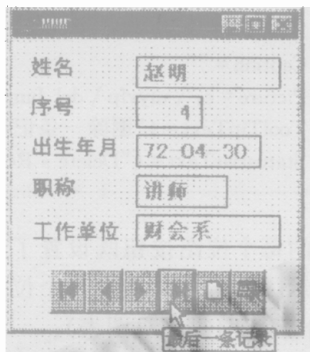 姓名 赵明
序号 4
出生年月 72-04-30
职称 讲师
工作单位 财会系
最后一条记录